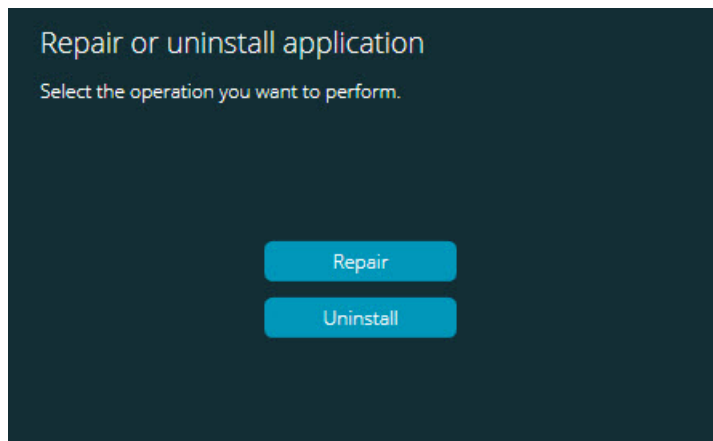 Repair or uninstall application
Select the operation you want to perform.
Repair
Uninstall